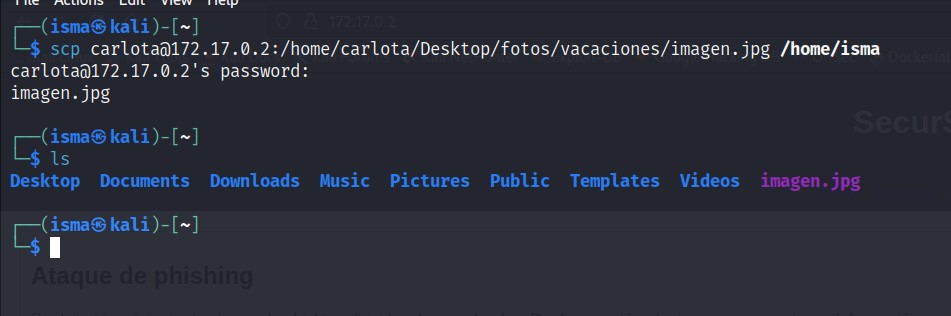 File Actions Edit View Help
172.17.0.2
┌──(isma㉿kali)-[~]
└─$ scp carlota@172.17.0.2:/home/carlota/Desktop/fotos/vacaciones/imagen.jpg /home/isma
carlota@172.17.0.2's password:
imagen.jpg
SecurS
┌──(isma㉿kali)-[~]
└─$ ls
Desktop Documents Downloads Music Pictures Public Templates Videos imagen.jpg
┌──(isma㉿kali)-[~]
└─$
Ataque de phishing